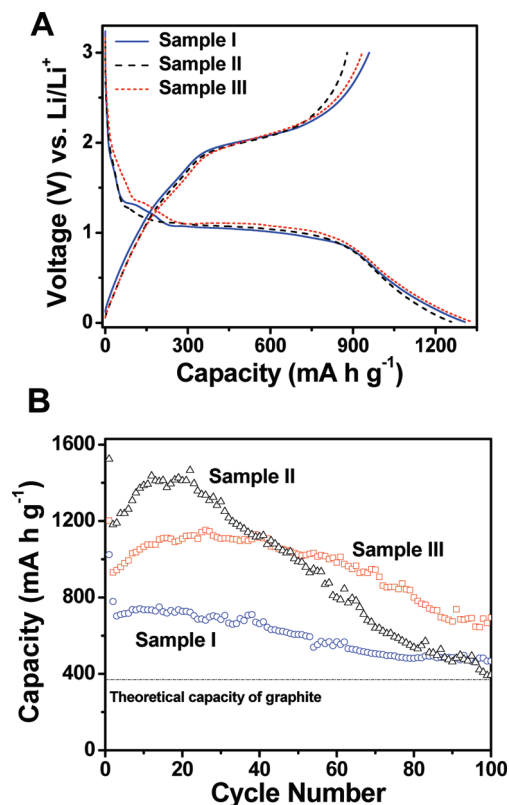 A
Sample I
Sample II
Sample III
3
2
1
0
Voltage (V) vs. Li/Li⁺
0 300 600 900 1200
Capacity (mA h g⁻¹)
B
1600
1200
800
400
0
Capacity (mA h g⁻¹)
Sample II
Sample III
Sample I
Theoretical capacity of graphite
0 20 40 60 80 100
Cycle Number